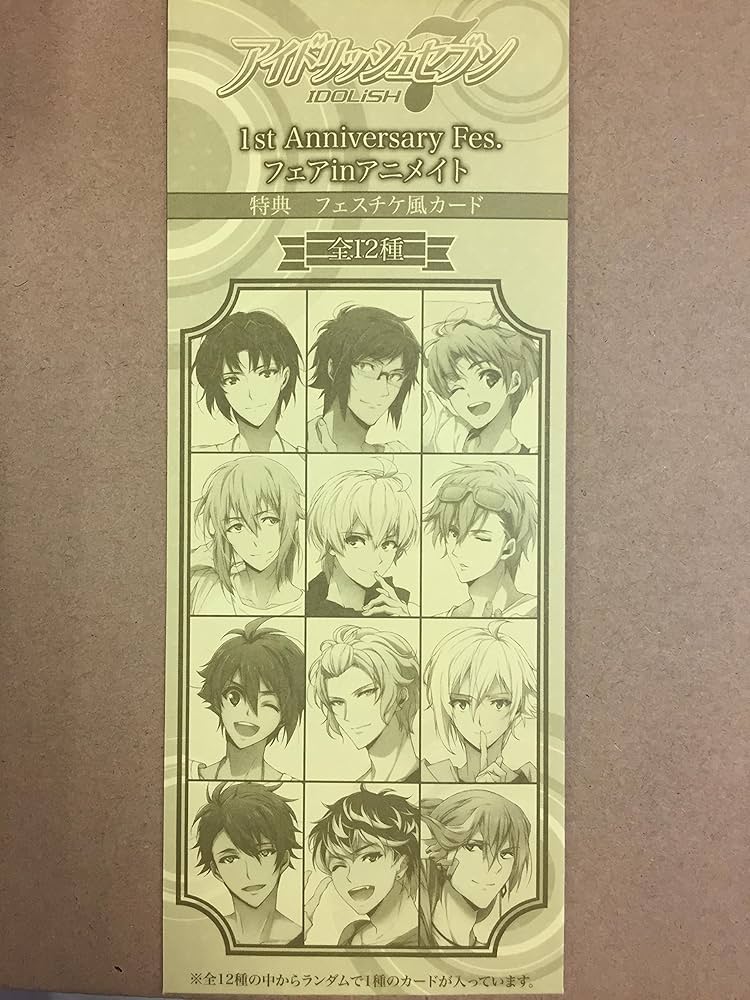 アイドリッシュセブン
IDOLiSH7
1st Anniversary Fes.
フェアinアニメイト
特典 フェスチケ風カード
全12種
※全12種の中からランダムで1種のカードが入っています。